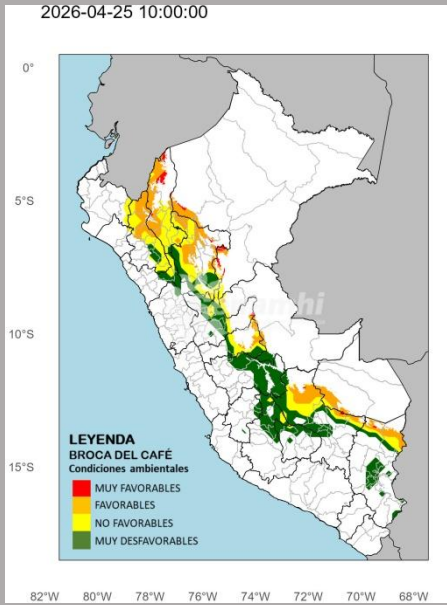 2026-04-25 10:00:00
0°
5°S
10°S
15°S
LEYENDA
BROCA DEL CAFÉ
Condiciones ambientales
MUY FAVORABLES
FAVORABLES
NO FAVORABLES
MUY DESFAVORABLES
82°W 80°W 76°W 74°W 72°W 70°W 68°W